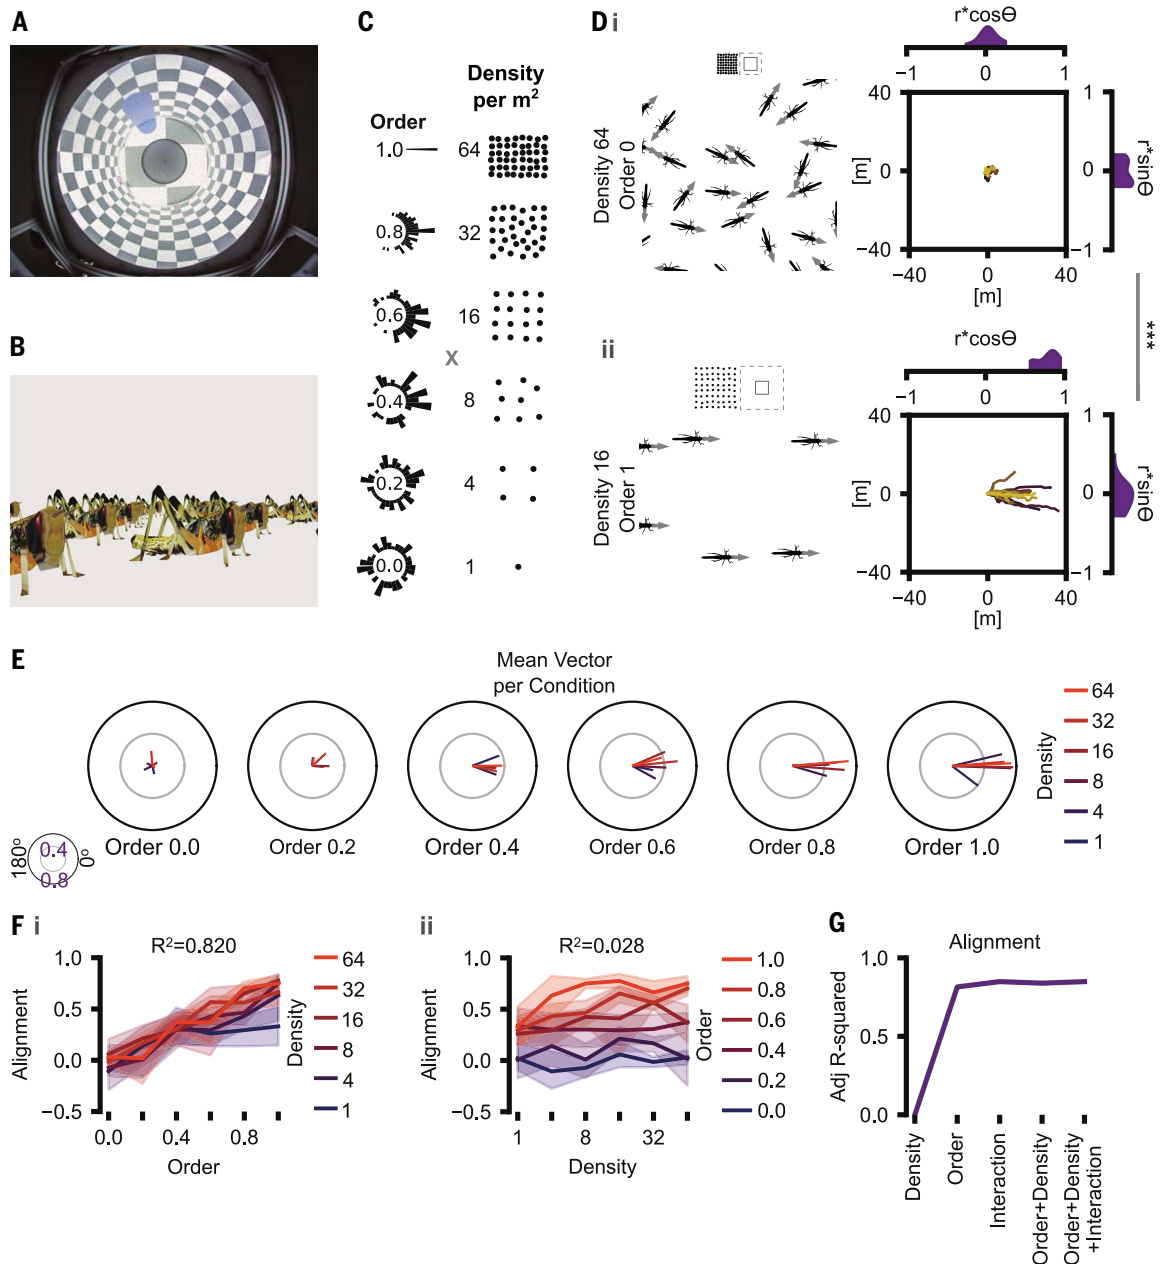 A
B
C
Order
Density
per m²
1.0
64
0.8
32
0.6
16
X
0.4
8
0.2
4
0.0
1
D i
Density 64
Order 0
r*cosΘ
−1 0 1
40
0
−40
[m]
−40 0 40
[m]
1
0
−1
r*sinΘ
***
ii
Density 16
Order 1
r*cosΘ
−1 0 1
40
0
−40
[m]
−40 0 40
[m]
1
0
−1
r*sinΘ
E
Mean Vector
per Condition
Order 0.0
Order 0.2
Order 0.4
Order 0.6
Order 0.8
Order 1.0
180°
0°
0.4
0.8
Density
64
32
16
8
4
1
F i
R²=0.820
Alignment
1.0
0.5
0.0
−0.5
0.0 0.4 0.8
Order
Density
64
32
16
8
4
1
ii
R²=0.028
Alignment
1.0
0.5
0.0
−0.5
1 8 32
Density
Order
1.0
0.8
0.6
0.4
0.2
0.0
G
Alignment
Adj R-squared
1.0
0.5
0.0
Density
Order
Interaction
Order+Density
Order+Density
+Interaction